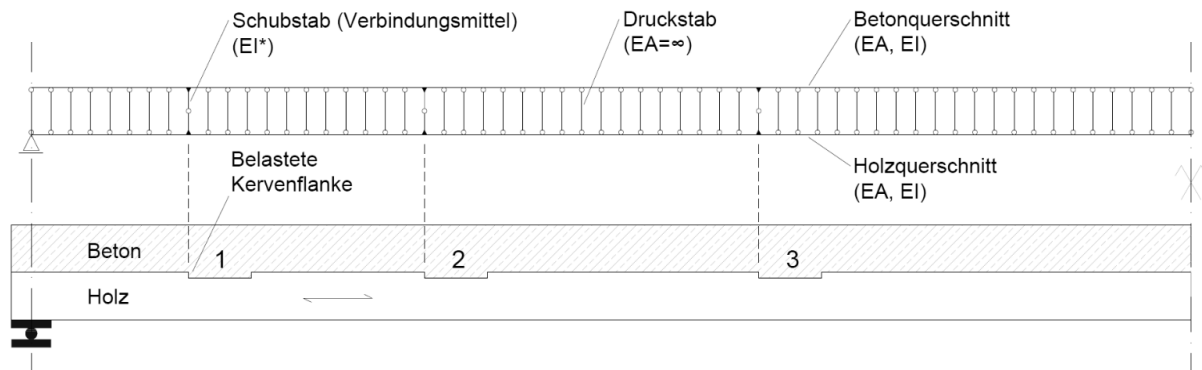 Schubstab (Verbindungsmittel)
(EI*)
Druckstab
(EA=∞)
Betonquerschnitt
(EA, EI)
Belastete
Kervenflanke
Holzquerschnitt
(EA, EI)
Beton
1
2
3
Holz